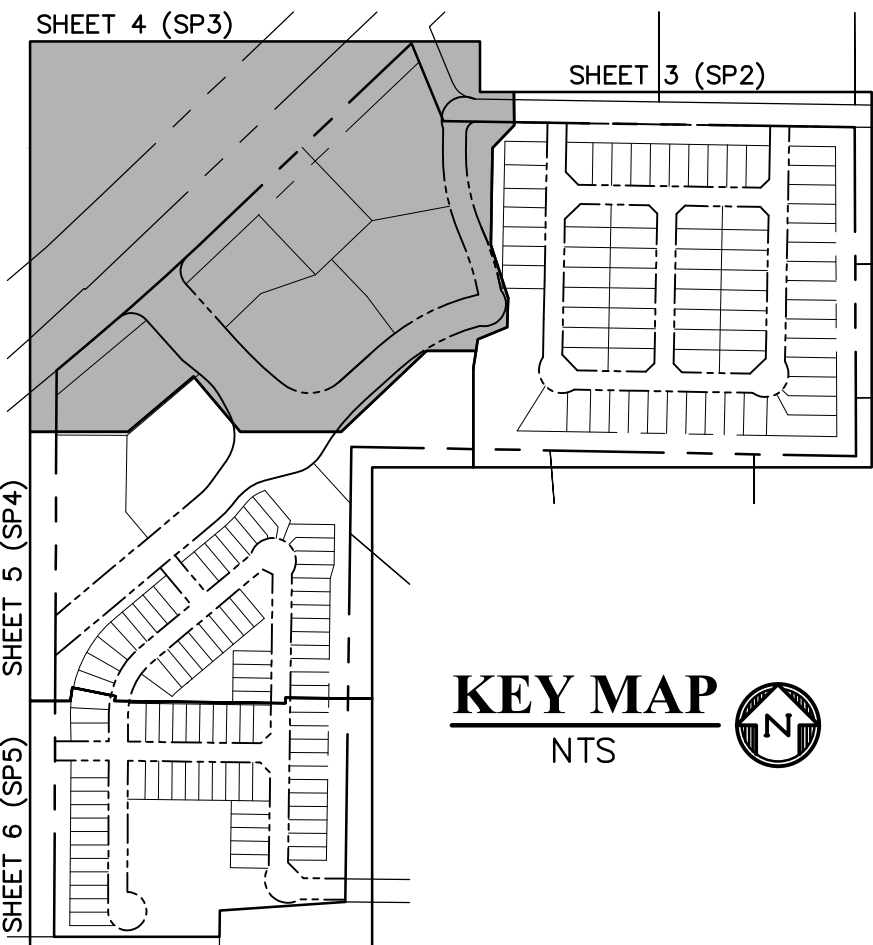 SHEET 4 (SP3)
SHEET 3 (SP2)
SHEET 5 (SP4)
SHEET 6 (SP5)
KEY MAP
NTS
N